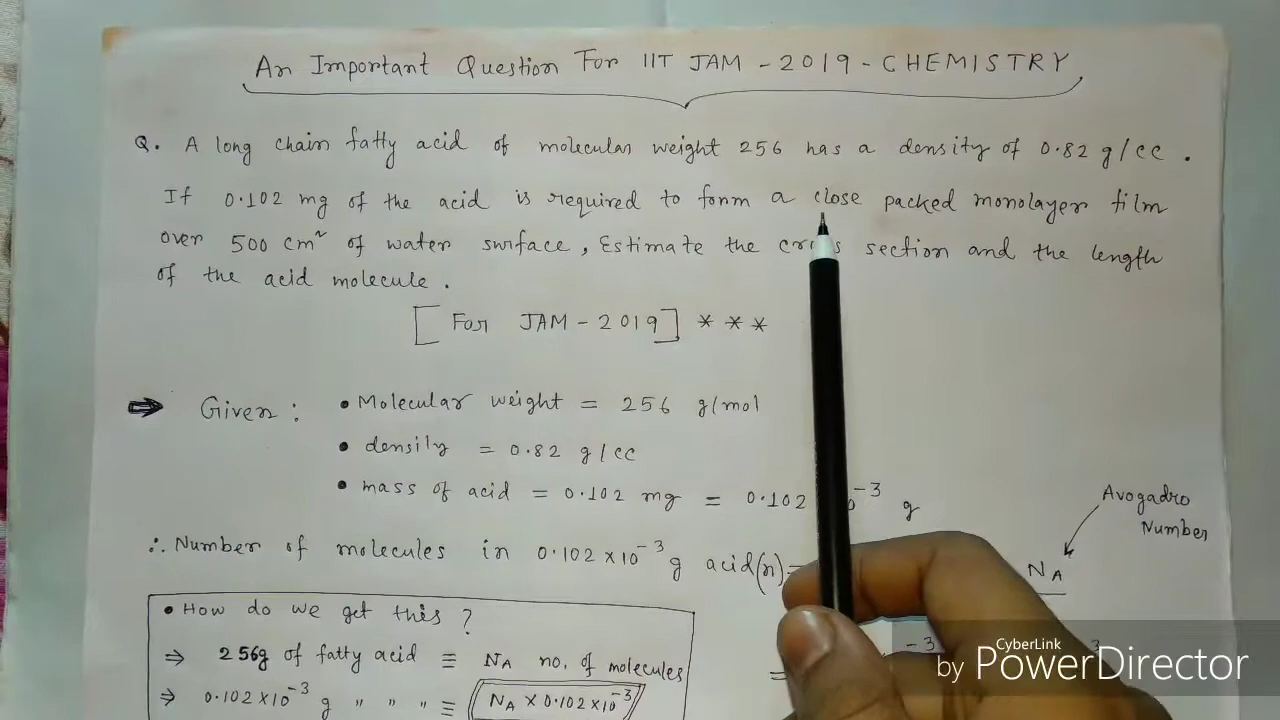 An Important Question For IIT JAM - 2019 - CHEMISTRY
Q. A long chain fatty acid of molecular weight 256 has a density of 0.82 g/cc .
If 0.102 mg of the acid is required to form a close packed monolayer film
over 500 cm² of water surface, Estimate the section and the length
of the acid molecule .
[For JAM - 2019] ***
⇒ Given : • Molecular weight = 256 g/mol
• density = 0.82 g/cc
• mass of acid = 0.102 mg = 0.102 ⁻³ g
Avogadro
Number
∴ Number of molecules in 0.102 × 10⁻³ g acid(n) =
N_A
• How do we get this ?
⇒ 256g of fatty acid ≡ N_A no. of molecules
⇒ 0.102 × 10⁻³ g " " " ≡ N_A × 0.102 × 10⁻³
=
CyberLink
by PowerDirector